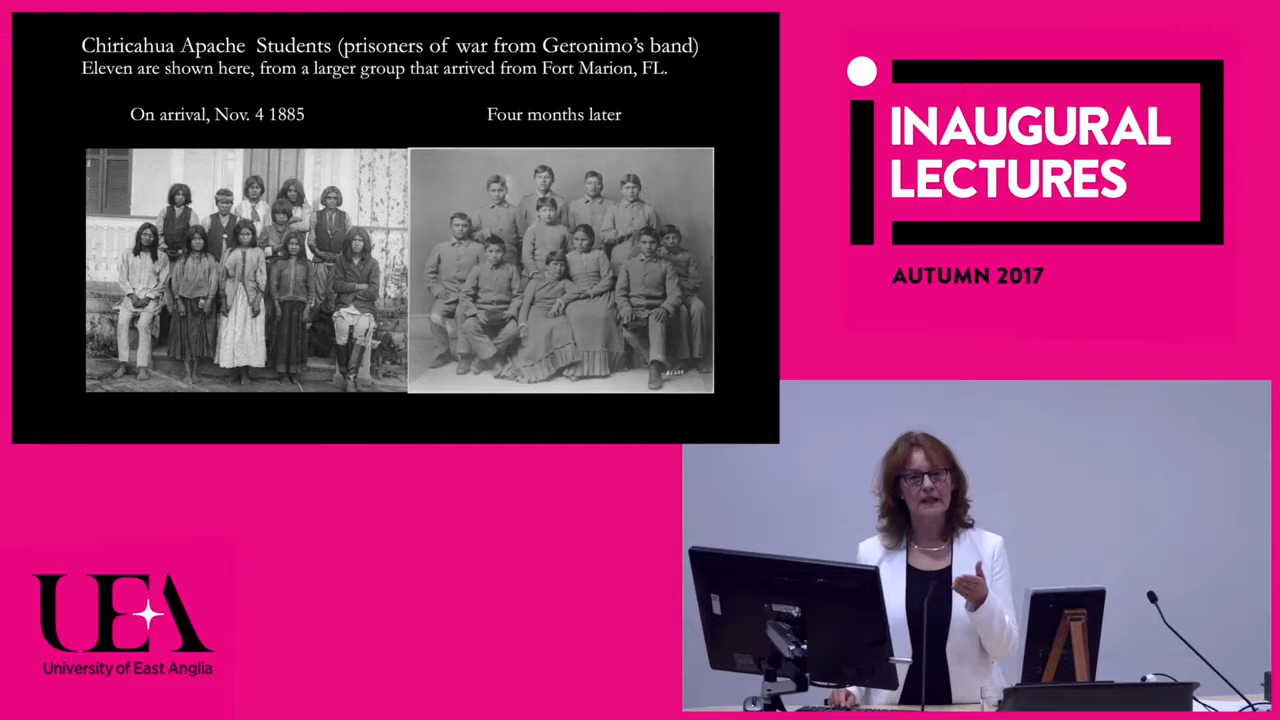 Chiricahua Apache Students (prisoners of war from Geronimo's band)
Eleven are shown here, from a larger group that arrived from Fort Marion, FL.
On arrival, Nov. 4 1885
Four months later
INAUGURAL
LECTURES
AUTUMN 2017
UEA
University of East Anglia